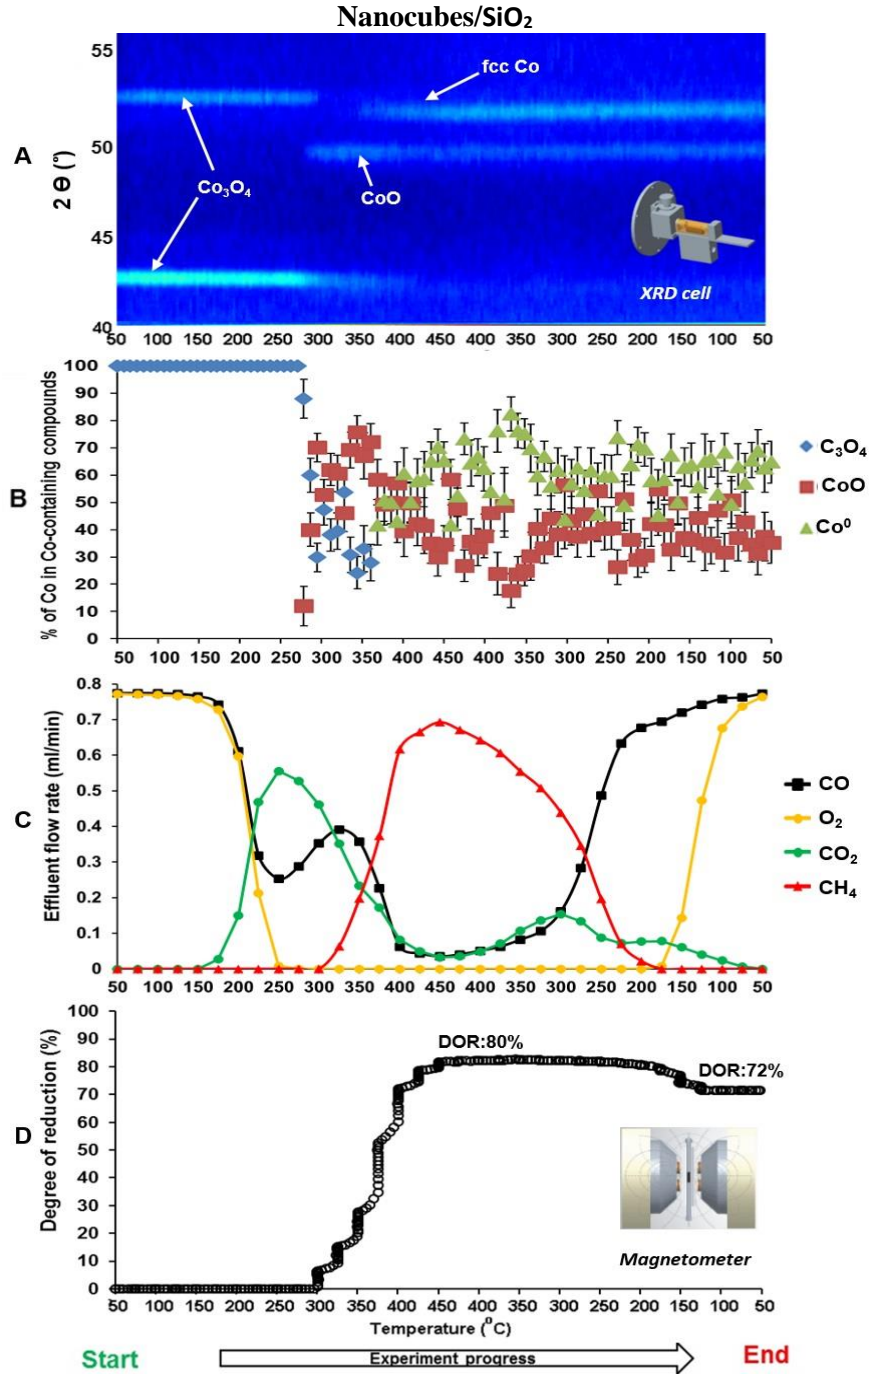 Nanocubes/SiO₂
A
2 Ɵ (°)
55
50
45
40
fcc Co
Co₃O₄
CoO
XRD cell
50 100 150 200 250 300 350 400 450 400 350 300 250 200 150 100 50
B
% of Co in Co-containing compounds
100
90
80
70
60
50
40
30
20
10
0
C₃O₄
CoO
Co⁰
50 100 150 200 250 300 350 400 450 400 350 300 250 200 150 100 50
C
Effluent flow rate (ml/min)
0.8
0.7
0.6
0.5
0.4
0.3
0.2
0.1
0
CO
O₂
CO₂
CH₄
50 100 150 200 250 300 350 400 450 400 350 300 250 200 150 100 50
D
Degree of reduction (%)
100
90
80
70
60
50
40
30
20
10
0
DOR:80%
DOR:72%
Magnetometer
50 100 150 200 250 300 350 400 450 400 350 300 250 200 150 100 50
Temperature (°C)
Start
Experiment progress
End